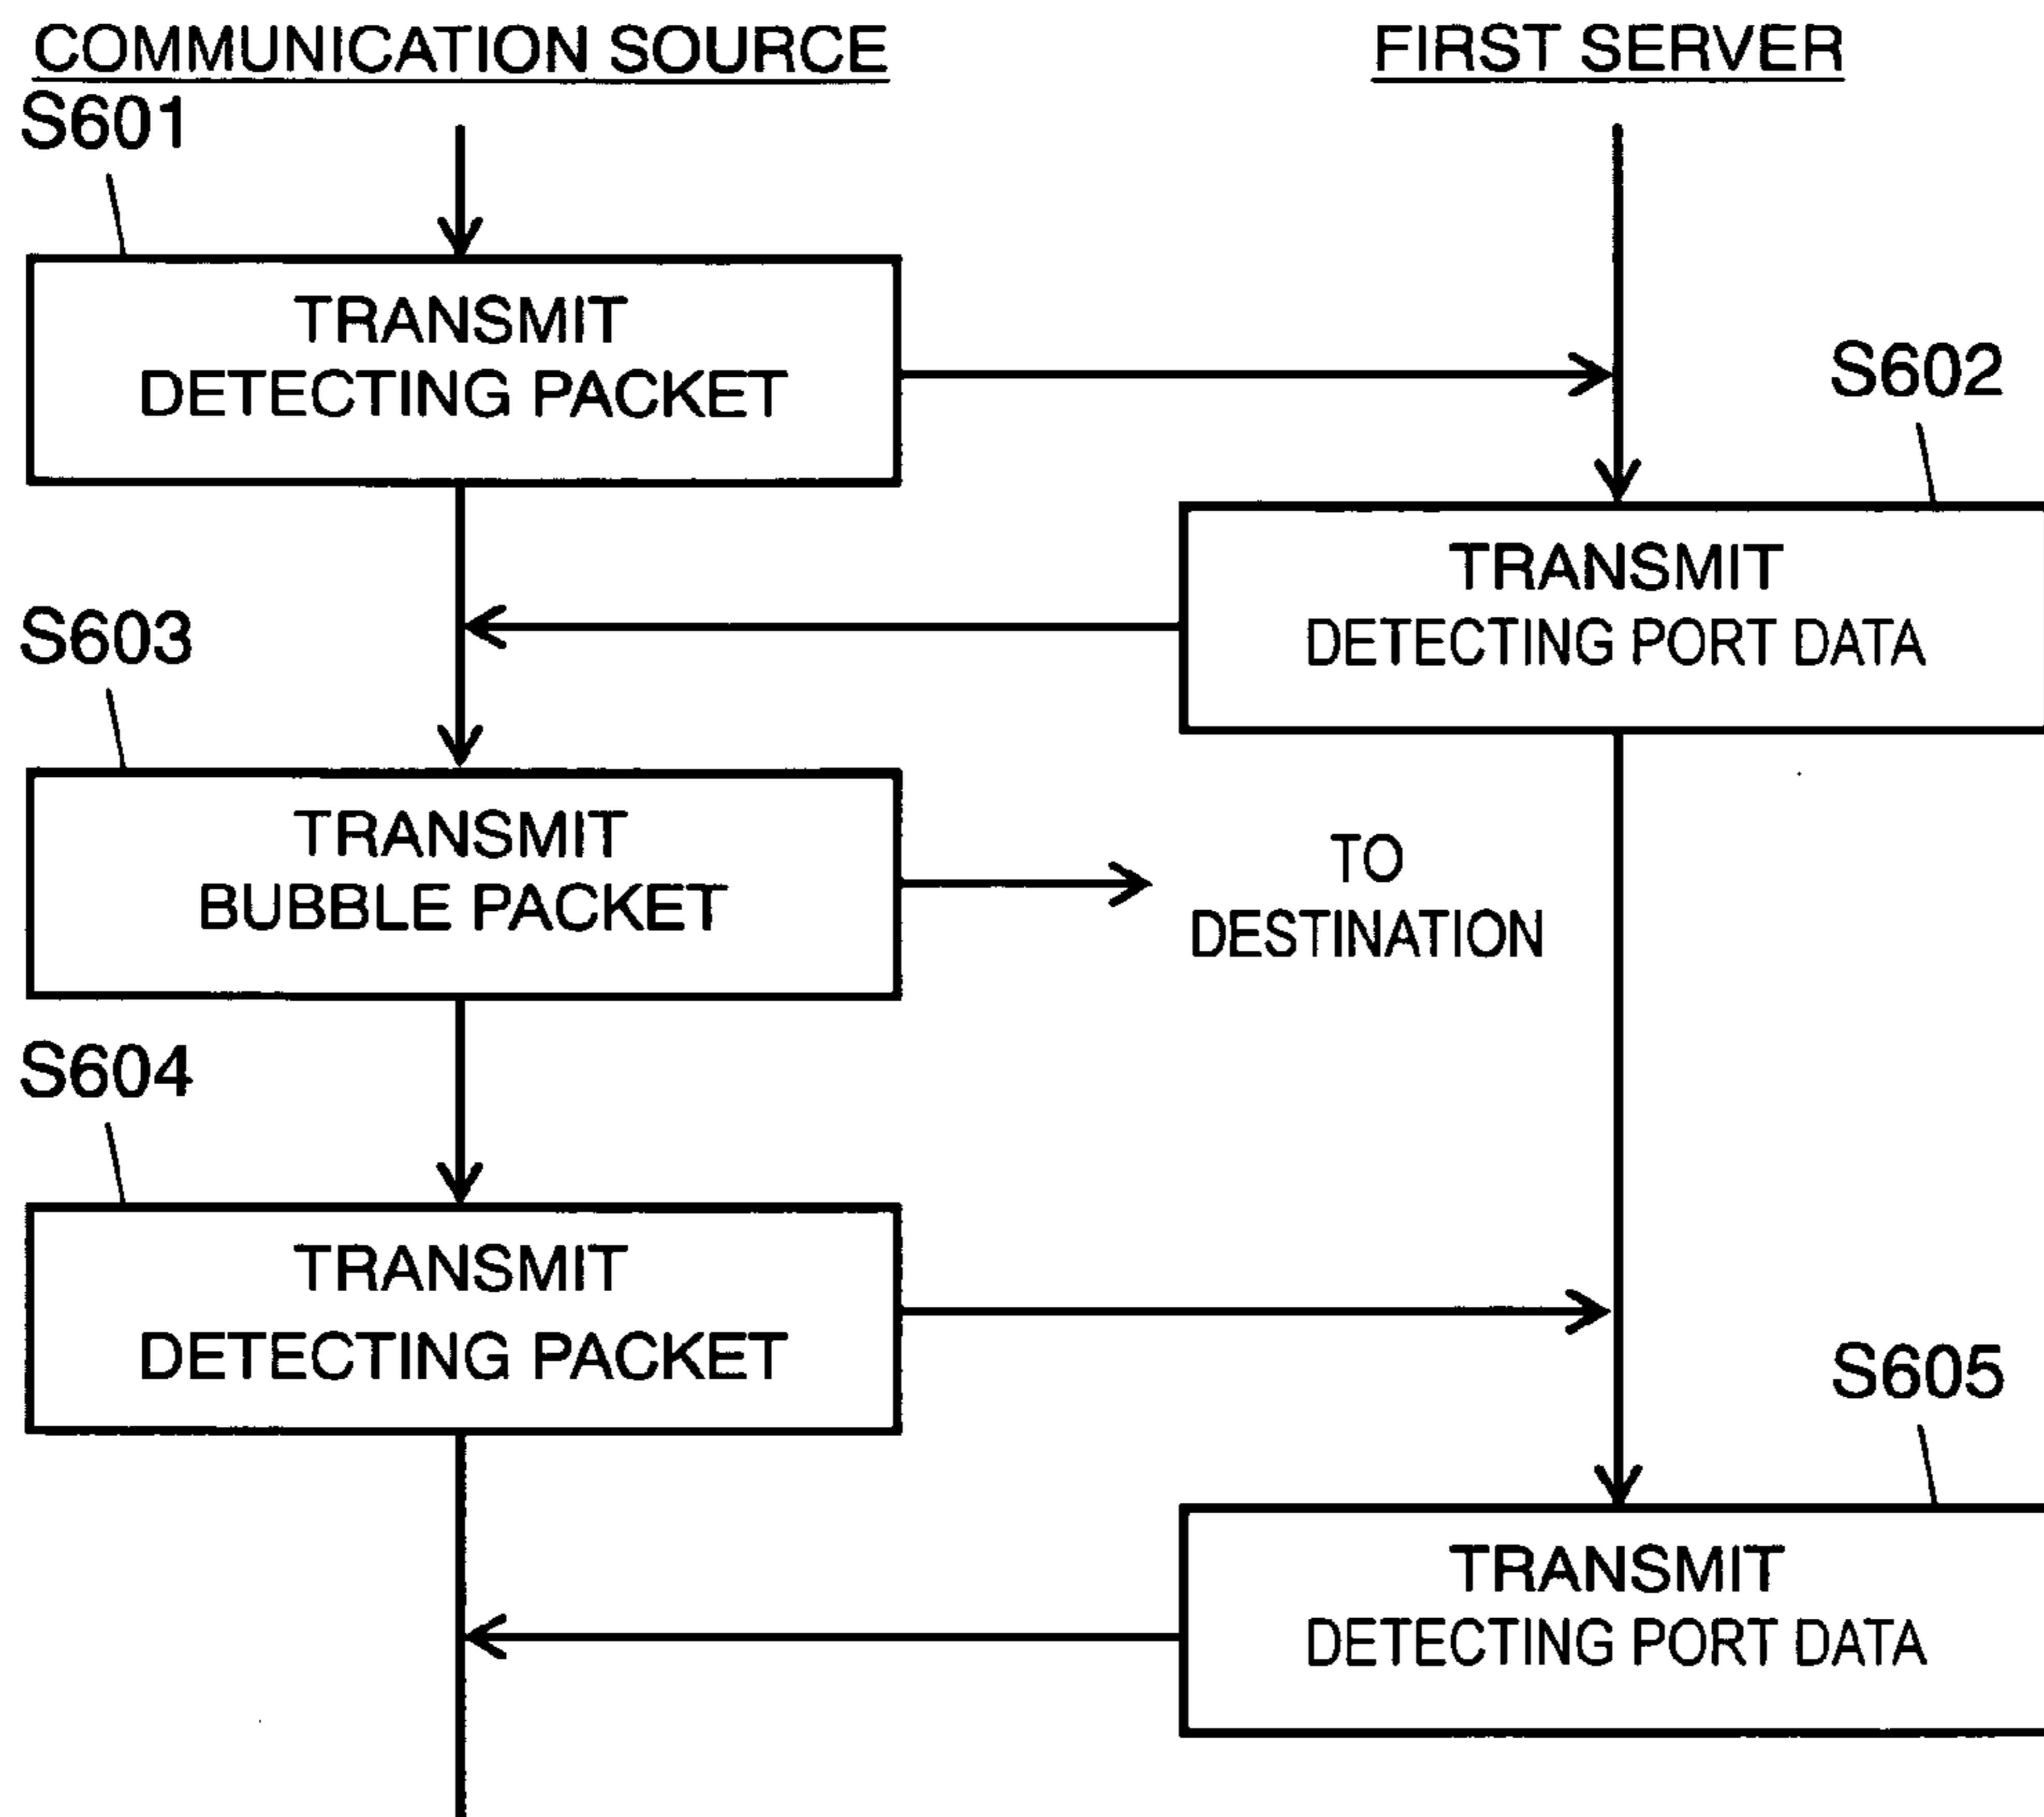 COMMUNICATION SOURCE
FIRST SERVER
S601
TRANSMIT
DETECTING PACKET
S602
TRANSMIT
DETECTING PORT DATA
S603
TRANSMIT
BUBBLE PACKET
TO
DESTINATION
S604
TRANSMIT
DETECTING PACKET
S605
TRANSMIT
DETECTING PORT DATA